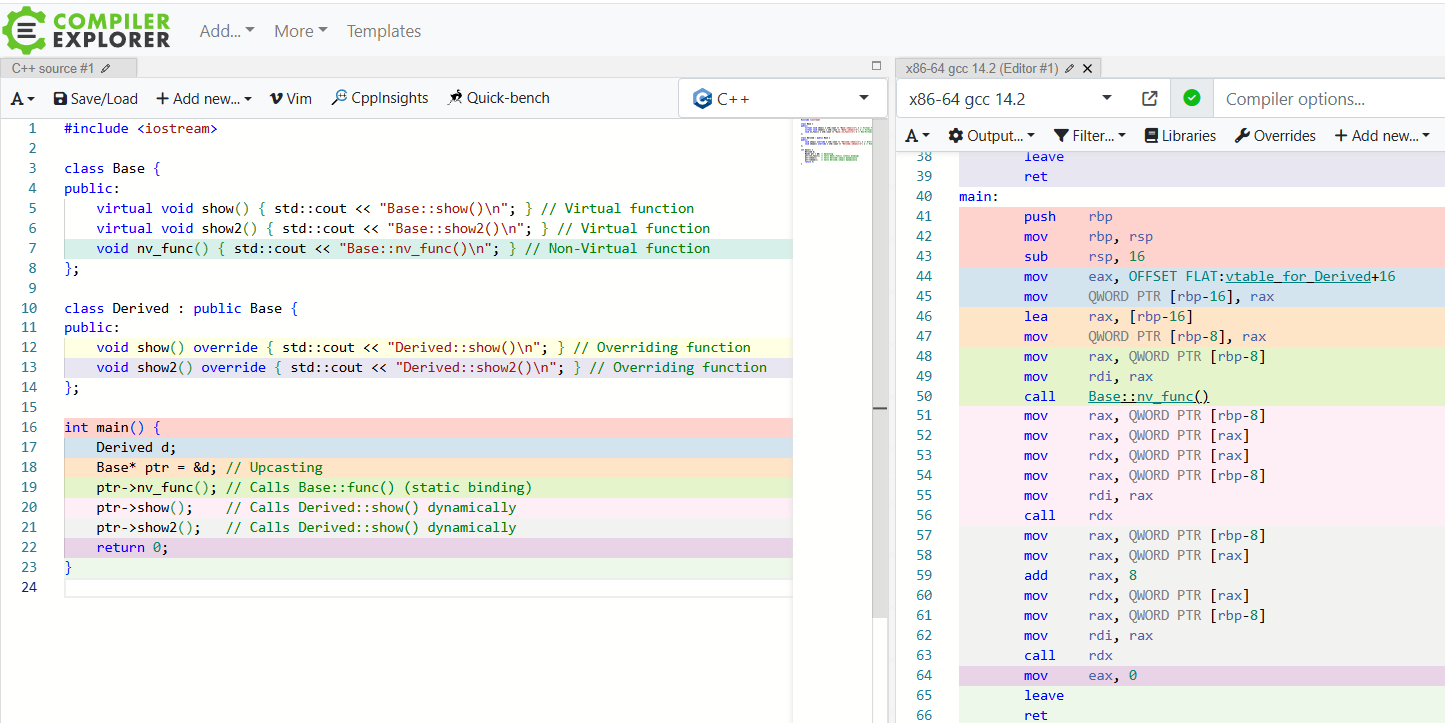 COMPILER
EXPLORER
Add...
More
Templates
C++ source #1
A
Save/Load
+ Add new...
Vim
CppInsights
Quick-bench
C++
1 #include <iostream>
2
3 class Base {
4 public:
5     virtual void show() { std::cout << "Base::show()\n"; } // Virtual function
6     virtual void show2() { std::cout << "Base::show2()\n"; } // Virtual function
7     void nv_func() { std::cout << "Base::nv_func()\n"; } // Non-Virtual function
8 };
9
10 class Derived : public Base {
11 public:
12     void show() override { std::cout << "Derived::show()\n"; } // Overriding function
13     void show2() override { std::cout << "Derived::show2()\n"; } // Overriding function
14 };
15
16 int main() {
17     Derived d;
18     Base* ptr = &d; // Upcasting
19     ptr->nv_func(); // Calls Base::func() (static binding)
20     ptr->show();    // Calls Derived::show() dynamically
21     ptr->show2();   // Calls Derived::show() dynamically
22     return 0;
23 }
24
x86-64 gcc 14.2 (Editor #1)
x86-64 gcc 14.2
Compiler options...
A
Output...
Filter...
Libraries
Overrides
+ Add new...
38         leave
39         ret
40 main:
41         push    rbp
42         mov     rbp, rsp
43         sub     rsp, 16
44         mov     eax, OFFSET FLAT:vtable_for_Derived+16
45         mov     QWORD PTR [rbp-16], rax
46         lea     rax, [rbp-16]
47         mov     QWORD PTR [rbp-8], rax
48         mov     rax, QWORD PTR [rbp-8]
49         mov     rdi, rax
50         call    Base::nv_func()
51         mov     rax, QWORD PTR [rbp-8]
52         mov     rax, QWORD PTR [rax]
53         mov     rdx, QWORD PTR [rax]
54         mov     rax, QWORD PTR [rbp-8]
55         mov     rdi, rax
56         call    rdx
57         mov     rax, QWORD PTR [rbp-8]
58         mov     rax, QWORD PTR [rax]
59         add     rax, 8
60         mov     rdx, QWORD PTR [rax]
61         mov     rax, QWORD PTR [rbp-8]
62         mov     rdi, rax
63         call    rdx
64         mov     eax, 0
65         leave
66         ret